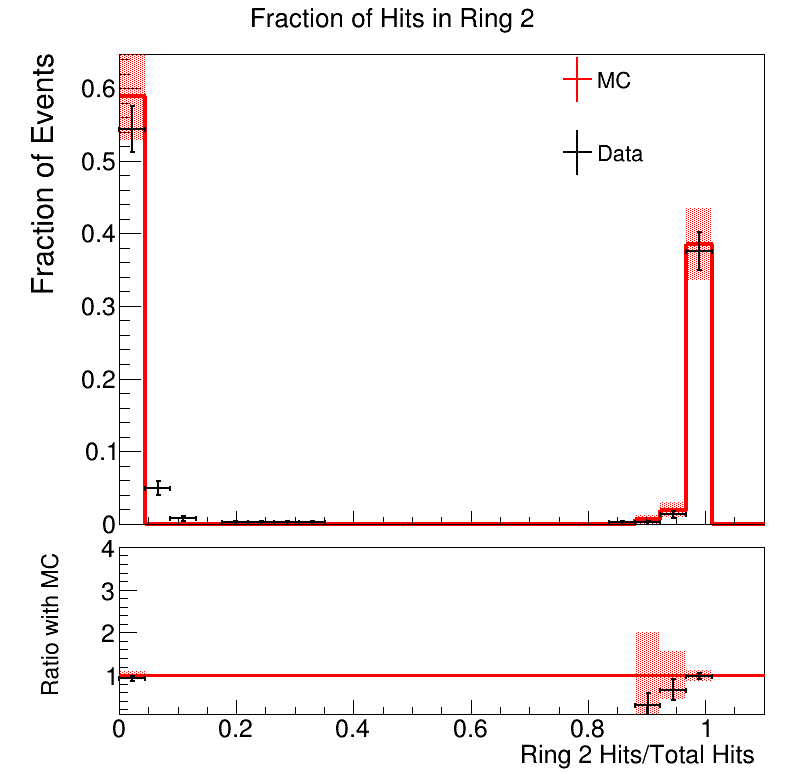 Fraction of Hits in Ring 2
Fraction of Events
0.6
0.5
0.4
0.3
0.2
0.1
0
MC
Data
Ratio with MC
4
3
2
1
0
0.2
0.4
0.6
0.8
1
Ring 2 Hits/Total Hits